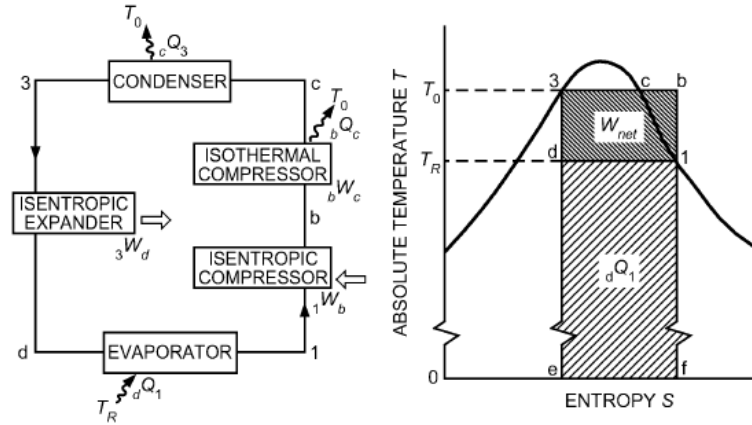 T0
cQ3
CONDENSER
3
c
T0
bQc
ISOTHERMAL
COMPRESSOR
bWc
ISENTROPIC
EXPANDER
3Wd
b
ISENTROPIC
COMPRESSOR
1Wb
d
EVAPORATOR
1
TR
dQ1
ABSOLUTE TEMPERATURE T
3
c
b
T0
Wnet
d
TR
1
dQ1
0
e
f
ENTROPY S